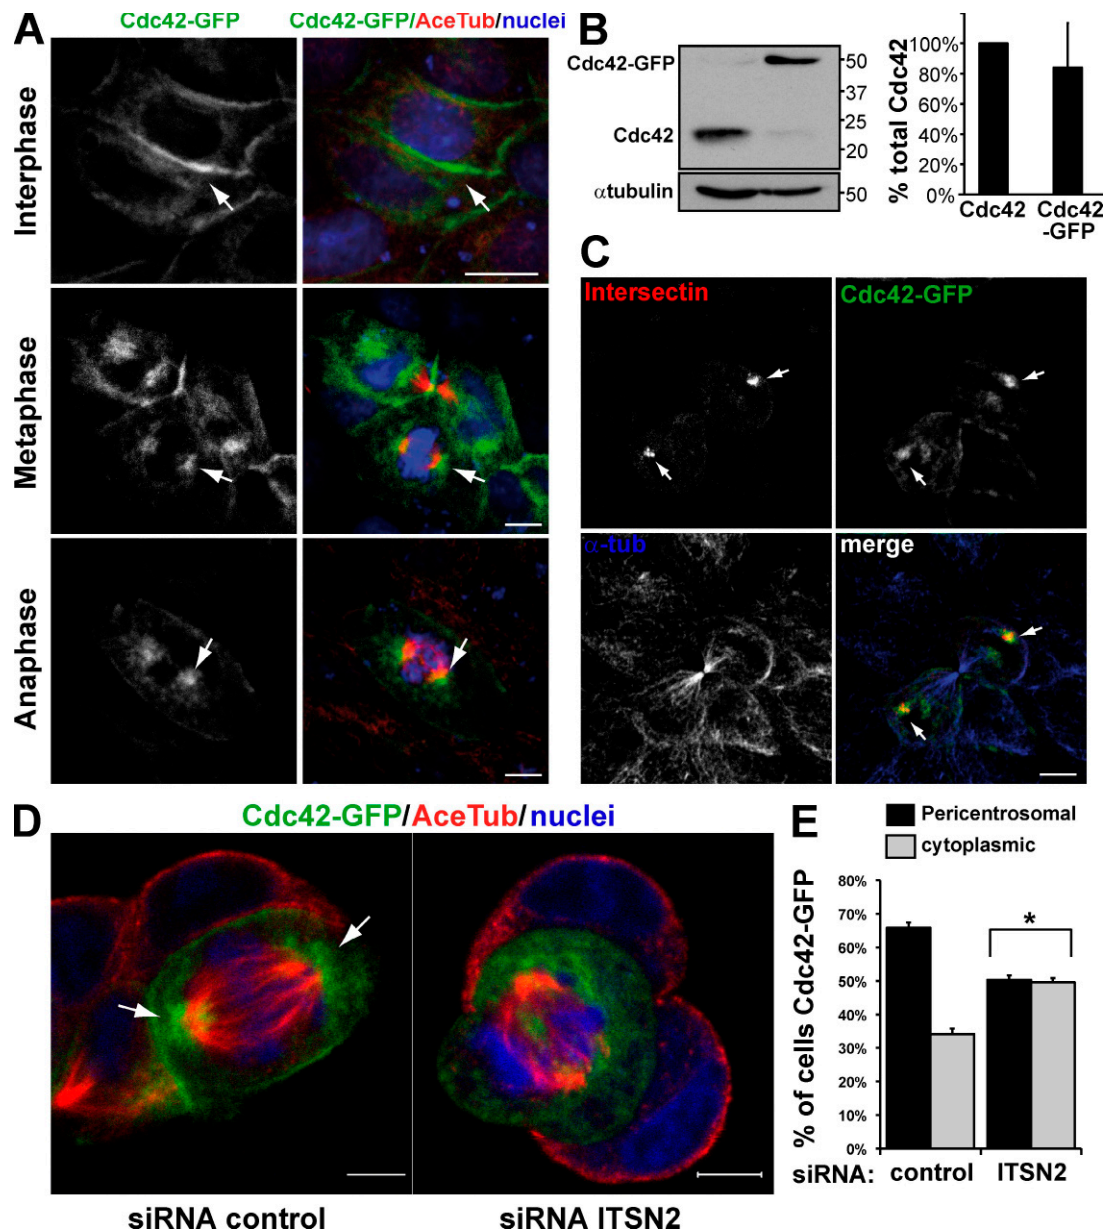 A
Cdc42-GFP
Cdc42-GFP/AceTub/nuclei
Interphase
Metaphase
Anaphase
B
Cdc42-GFP
Cdc42
αtubulin
50
37
25
20
50
% total Cdc42
100%
80%
60%
40%
20%
0%
Cdc42
Cdc42
-GFP
C
Intersectin
Cdc42-GFP
α-tub
merge
D
Cdc42-GFP/AceTub/nuclei
siRNA control
siRNA ITSN2
E
Pericentrosomal
cytoplasmic
% of cells Cdc42-GFP
80%
70%
60%
50%
40%
30%
20%
10%
0%
*
siRNA: control ITSN2